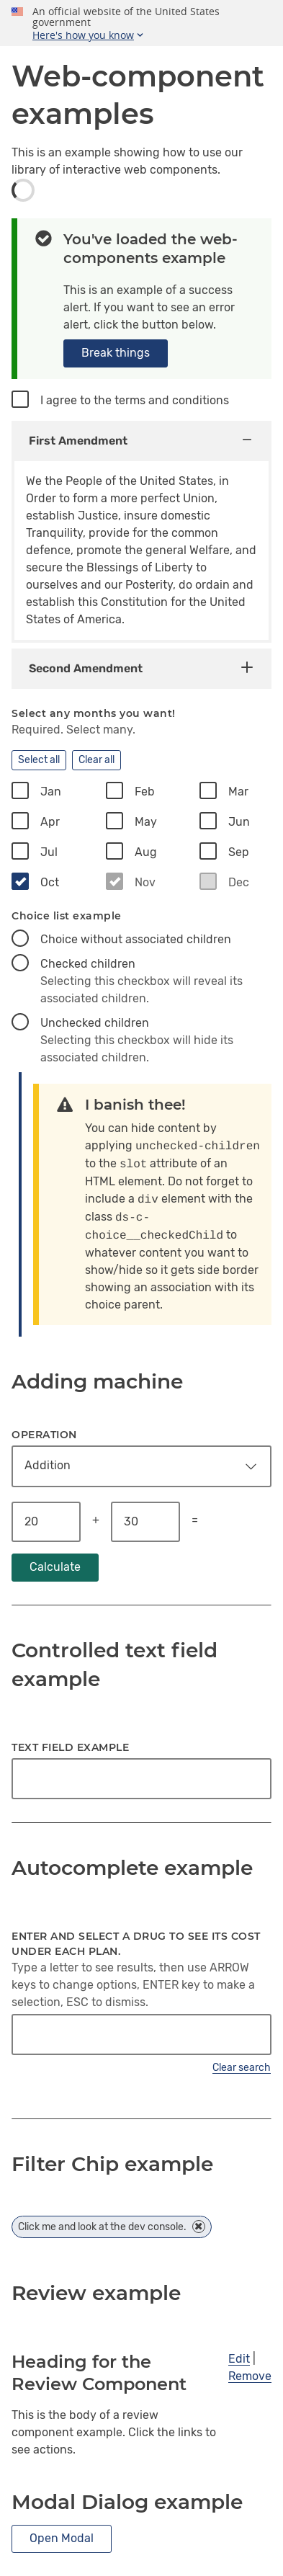 An official website of the United States
government
Here's how you know
Web-component
examples
This is an example showing how to use our
library of interactive web components.
You've loaded the web-
components example
This is an example of a success
alert. If you want to see an error
alert, click the button below.
Break things
I agree to the terms and conditions
First Amendment
We the People of the United States, in
Order to form a more perfect Union,
establish Justice, insure domestic
Tranquility, provide for the common
defence, promote the general Welfare, and
secure the Blessings of Liberty to
ourselves and our Posterity, do ordain and
establish this Constitution for the United
States of America.
Second Amendment
Select any months you want!
Required. Select many.
Select all Clear all
Jan Feb Mar
Apr May Jun
Jul Aug Sep
Oct Nov Dec
Choice list example
Choice without associated children
Checked children
Selecting this checkbox will reveal its
associated children.
Unchecked children
Selecting this checkbox will hide its
associated children.
I banish thee!
You can hide content by
applying unchecked-children
to the slot attribute of an
HTML element. Do not forget to
include a div element with the
class ds-c-
choice__checkedChild to
whatever content you want to
show/hide so it gets side border
showing an association with its
choice parent.
Adding machine
OPERATION
Addition
20 + 30 =
Calculate
Controlled text field
example
TEXT FIELD EXAMPLE
Autocomplete example
ENTER AND SELECT A DRUG TO SEE ITS COST
UNDER EACH PLAN.
Type a letter to see results, then use ARROW
keys to change options, ENTER key to make a
selection, ESC to dismiss.
Clear search
Filter Chip example
Click me and look at the dev console.
Review example
Heading for the
Review Component
Edit |
Remove
This is the body of a review
component example. Click the links to
see actions.
Modal Dialog example
Open Modal